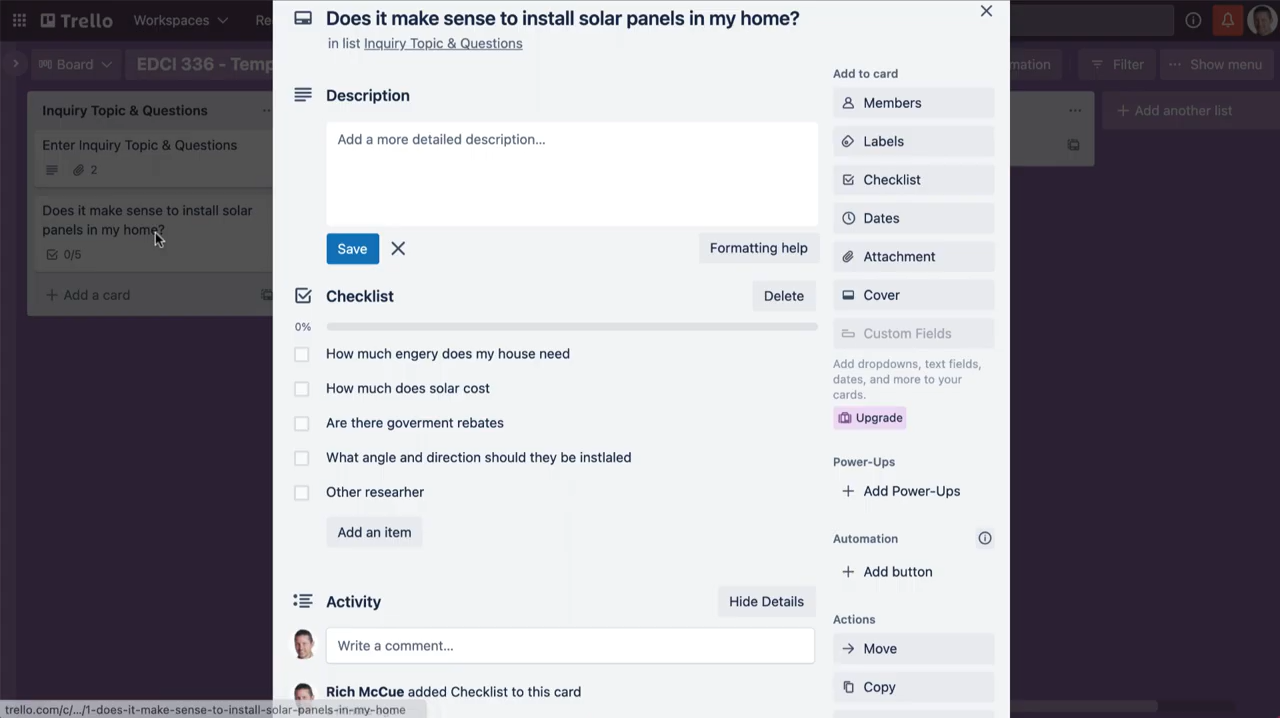 Trello
Workspaces
Re
Board
EDCI 336 - Temp
mation
Filter
Show menu
Inquiry Topic & Questions
Enter Inquiry Topic & Questions
2
Does it make sense to install solar
panels in my home?
0/5
Add a card
Add another list
Does it make sense to install solar panels in my home?
in list Inquiry Topic & Questions
Description
Add a more detailed description...
Save
Formatting help
Checklist
Delete
0%
How much engery does my house need
How much does solar cost
Are there goverment rebates
What angle and direction should they be instlaled
Other researher
Add an item
Activity
Hide Details
Write a comment...
Rich McCue added Checklist to this card
Add to card
Members
Labels
Checklist
Dates
Attachment
Cover
Custom Fields
Add dropdowns, text fields,
dates, and more to your
cards.
Upgrade
Power-Ups
Add Power-Ups
Automation
Add button
Actions
Move
Copy
trello.com/c/.../1-does-it-make-sense-to-install-solar-panels-in-my-home